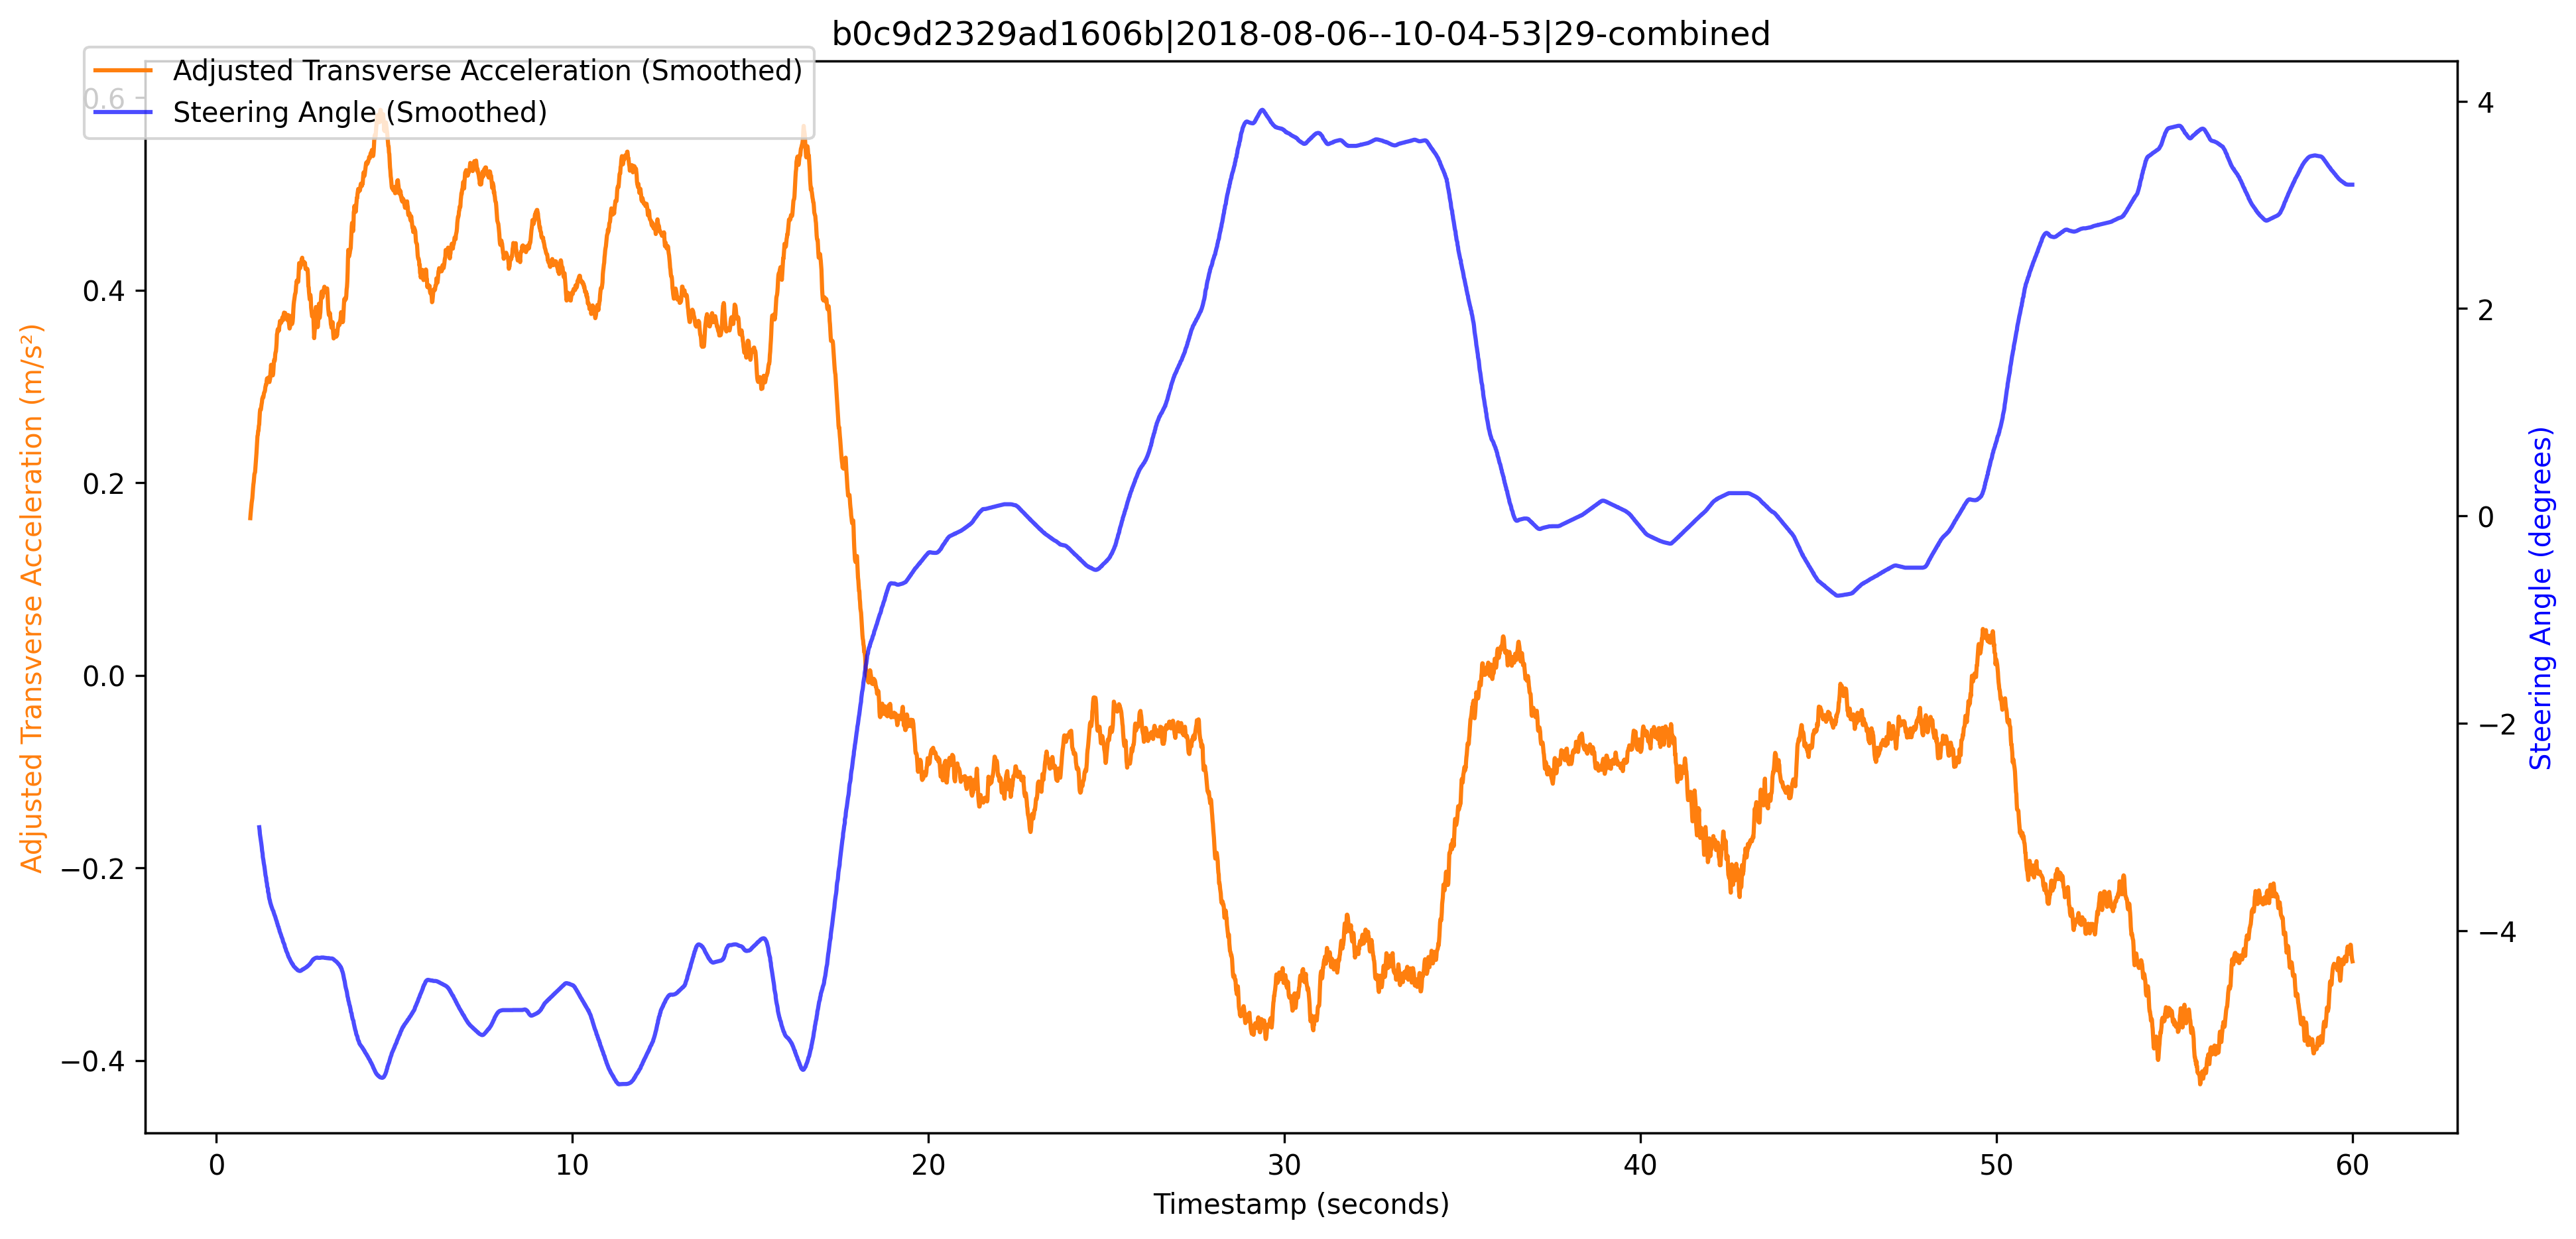 b0c9d2329ad1606b|2018-08-06--10-04-53|29-combined
Adjusted Transverse Acceleration (Smoothed)
Steering Angle (Smoothed)
0.6
0.4
0.2
0.0
−0.2
−0.4
Adjusted Transverse Acceleration (m/s²)
4
2
0
−2
−4
Steering Angle (degrees)
0 10 20 30 40 50 60
Timestamp (seconds)